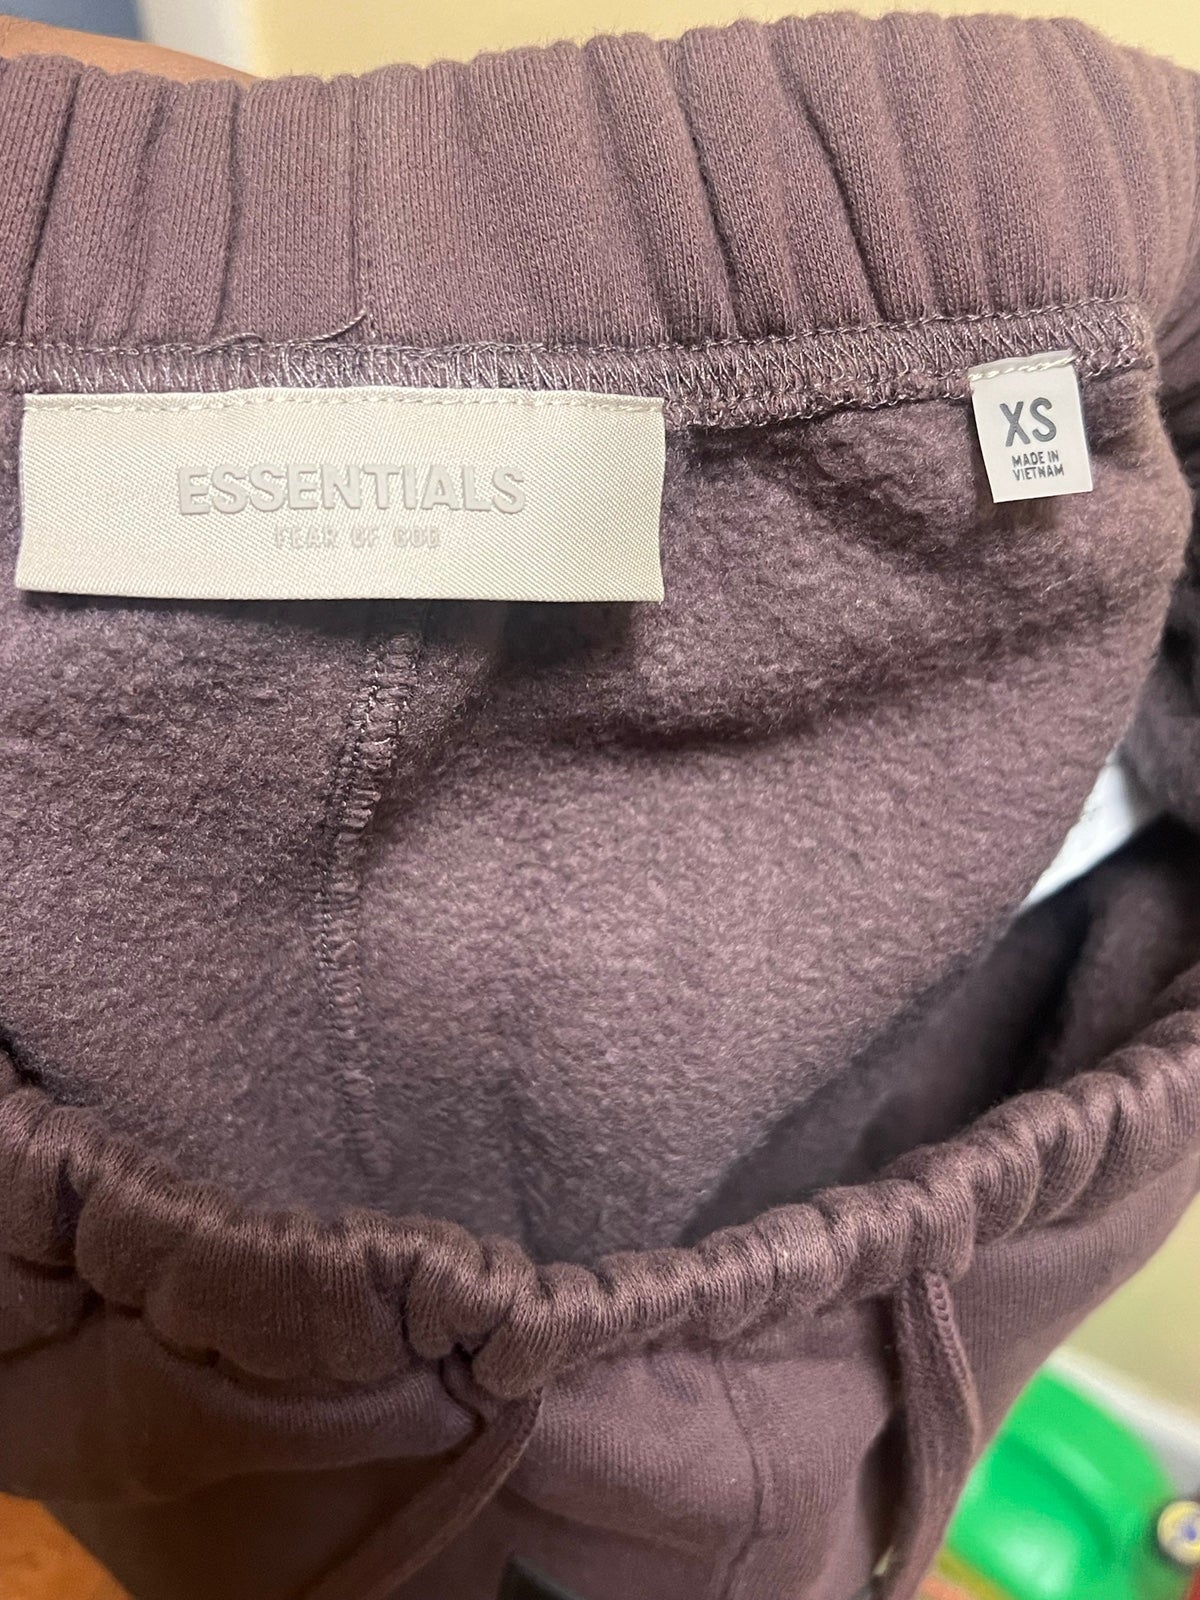 ESSENTIALS
FEAR OF GOD
XS
MADE IN
VIETNAM